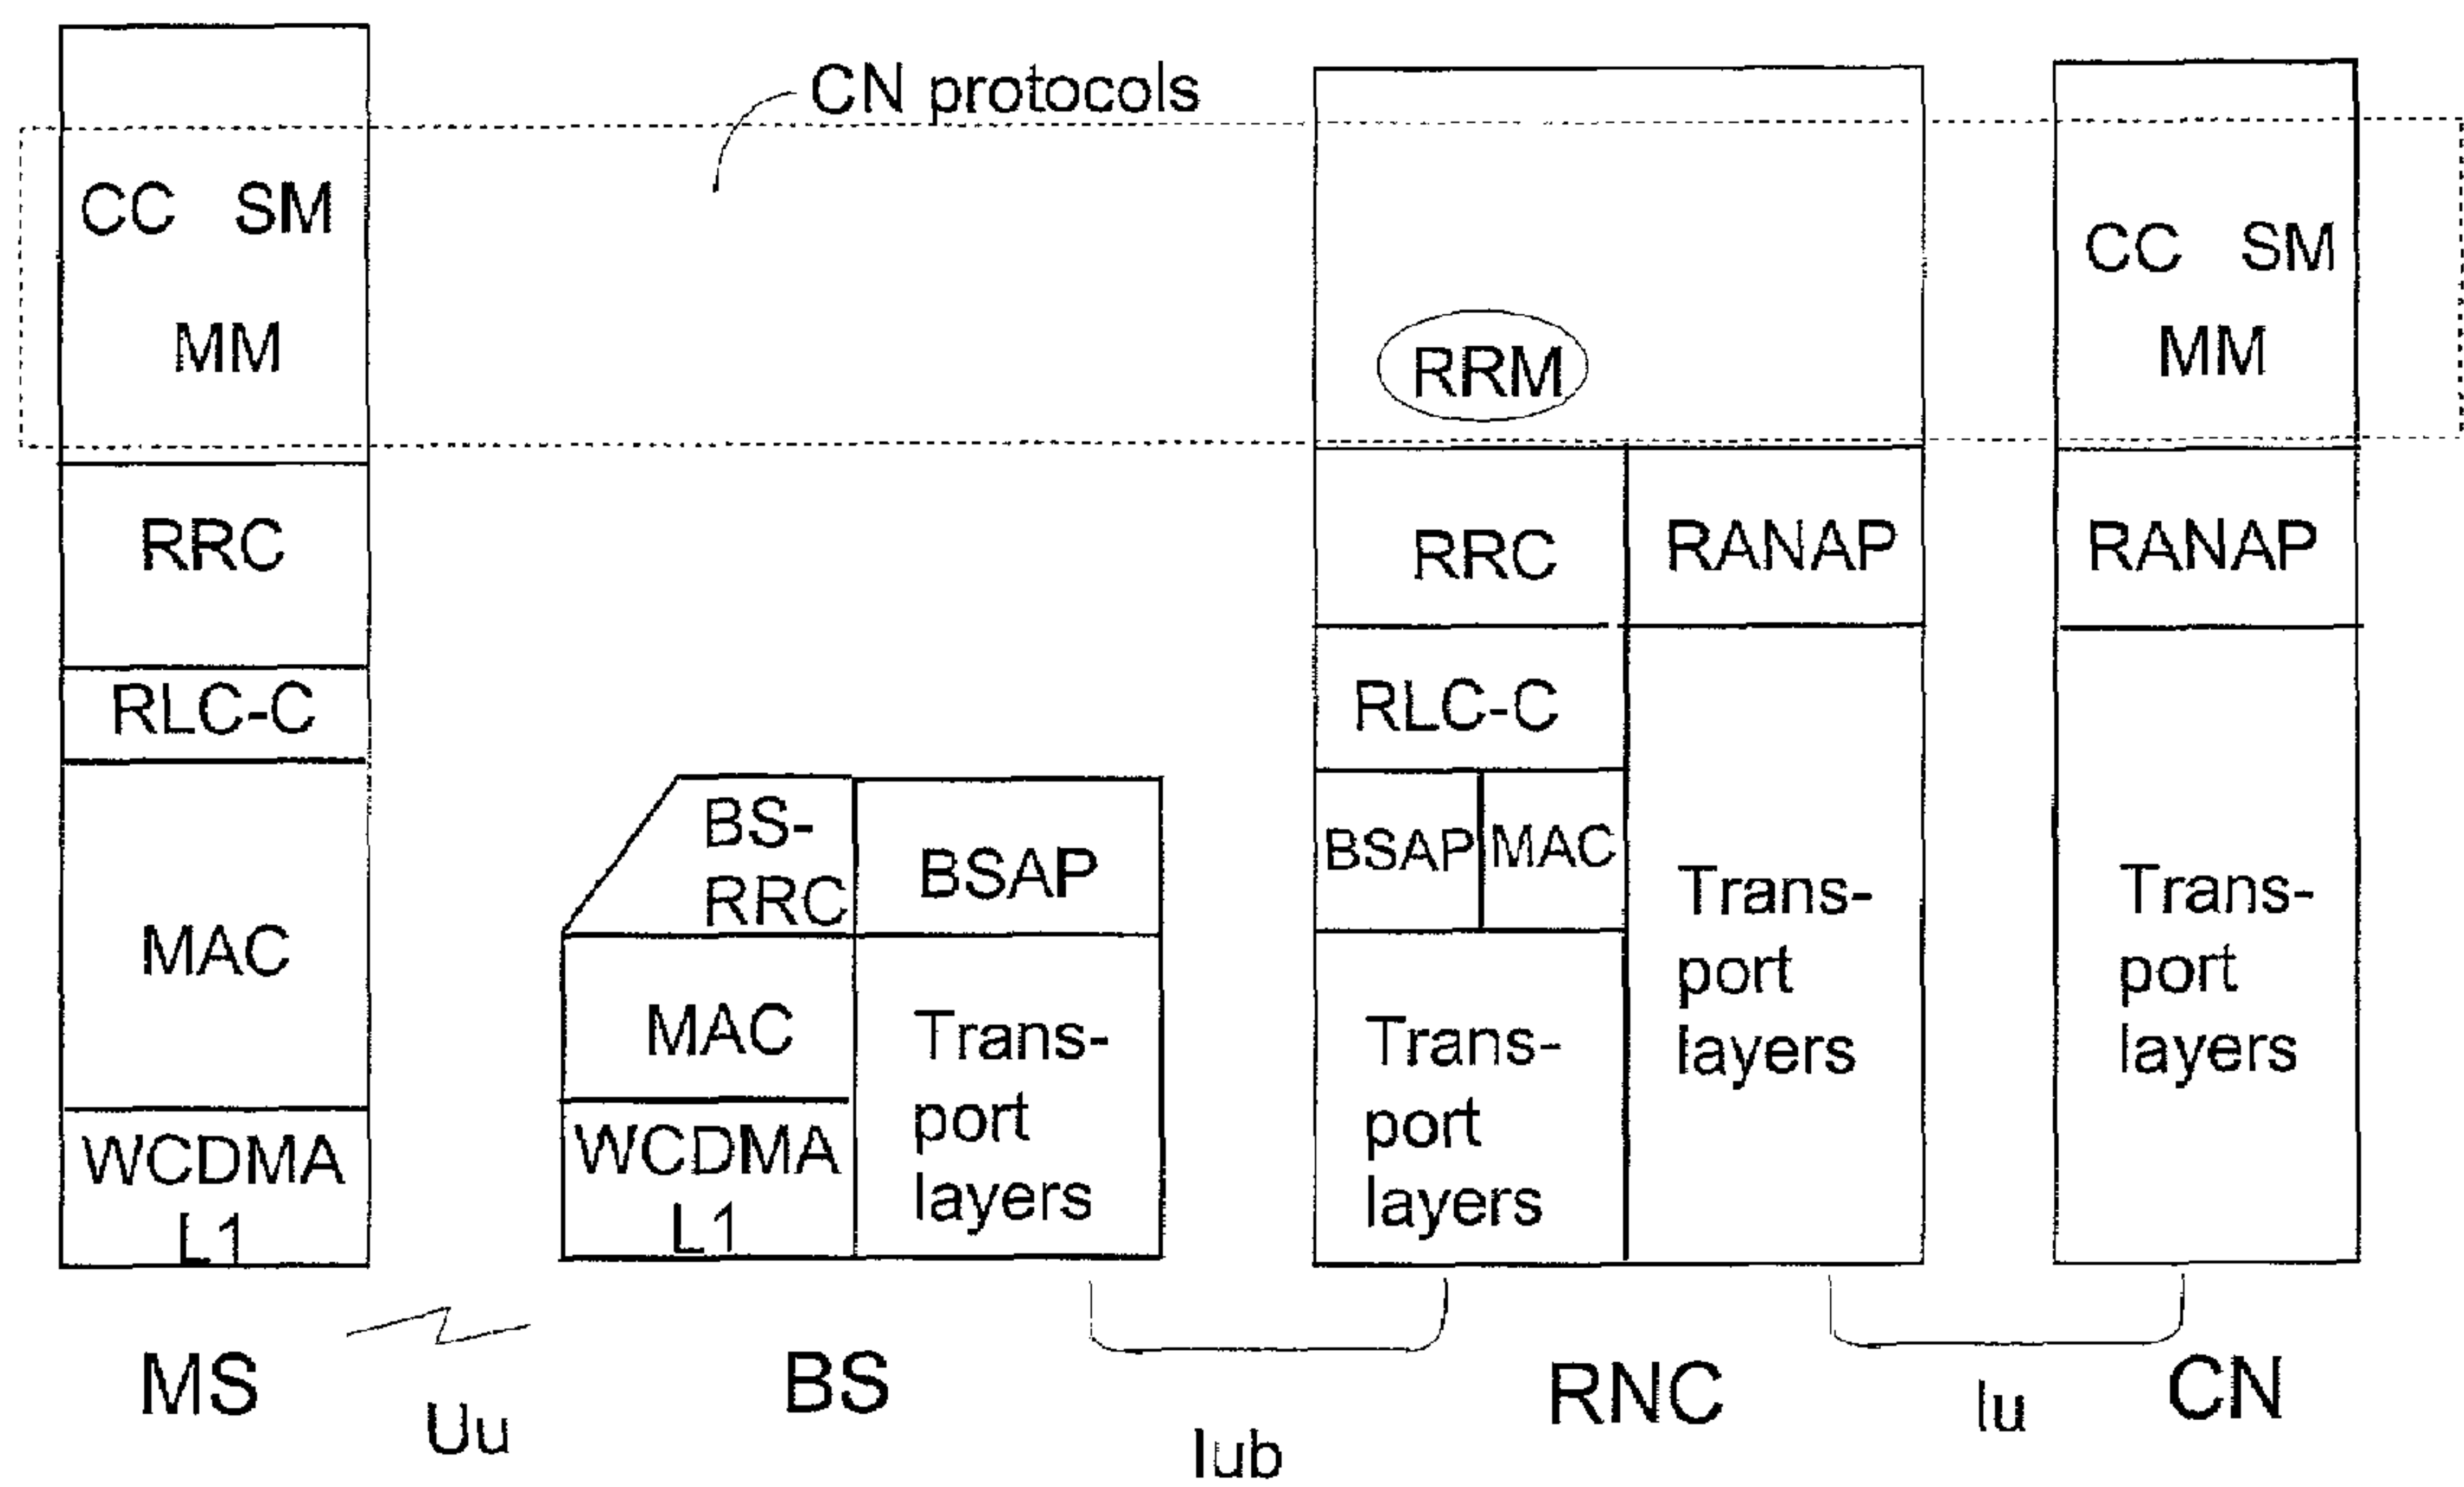 CN protocols
CC SM
MM
RRC
RLC-C
MAC
WCDMA
L1
BS-
RRC
BSAP
MAC
WCDMA
L1
Trans-
port
layers
RRM
RRC
RANAP
RLC-C
BSAP MAC
Trans-
port
layers
Trans-
port
layers
CC SM
MM
RANAP
Trans-
port
layers
MS
Uu
BS
Iub
RNC
Iu
CN